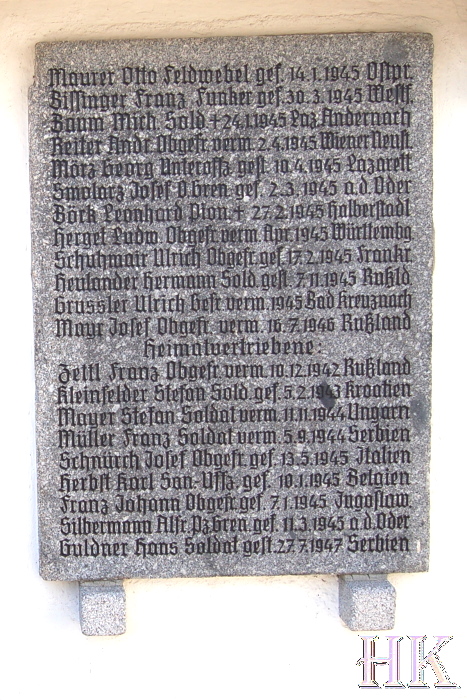 Maurer Otto Feldwebel gef. 14.1.1945 Ostpr.
Bissinger Franz Funker gef. 30.3.1945 Westf.
Baum Mich. Sold + 24.1.1945 Laz. Andernach
Reiter Andr. Obgefr. verm. 2.4.1945 Wiener Neust.
Marz Georg Unteroffz. gest. 10.4.1945 Lazarett
Smolarz Josef O.Gren. gef. 2.3.1945 a.d. Oder
Börk Leonhard Pion. + 27.2.1945 Halberstadt
Herget Ludw. Obgefr. verm. Apr. 1945 Württembg
Schuhmair Ulrich Obgefr. gef. 17.2.1945 Frankr.
Heulander Hermann Sold. gest. 7.11.1945 Rußld.
Grussler Ulrich Gefr. verm. 1945 Bad Kreuznach
Mayr Josef Obgefr. verm. 16.7.1946 Rußland
Heimatvertriebene:
Zettl Franz Obgefr. verm. 10.12.1942 Rußland
Kleinfelder Stefan Sold. gef. 5.2.1943 Kroatien
Mayer Stefan Soldat verm. 11.11.1944 Ungarn
Müller Franz Soldat verm. 5.9.1944 Serbien
Schnürch Josef Obgefr. gef. 13.5.1945 Italien
Herbst Karl San.-Uffz. gef. 18.1.1945 Belgien
Franz Johann Obgefr. gef. 7.1.1945 Jugoslaw.
Silbermann Alfr. Pz.Gren. gef. 11.3.1945 a.d. Oder
Guldner Hans Soldat gest. 27.7.1947 Serbien
HK